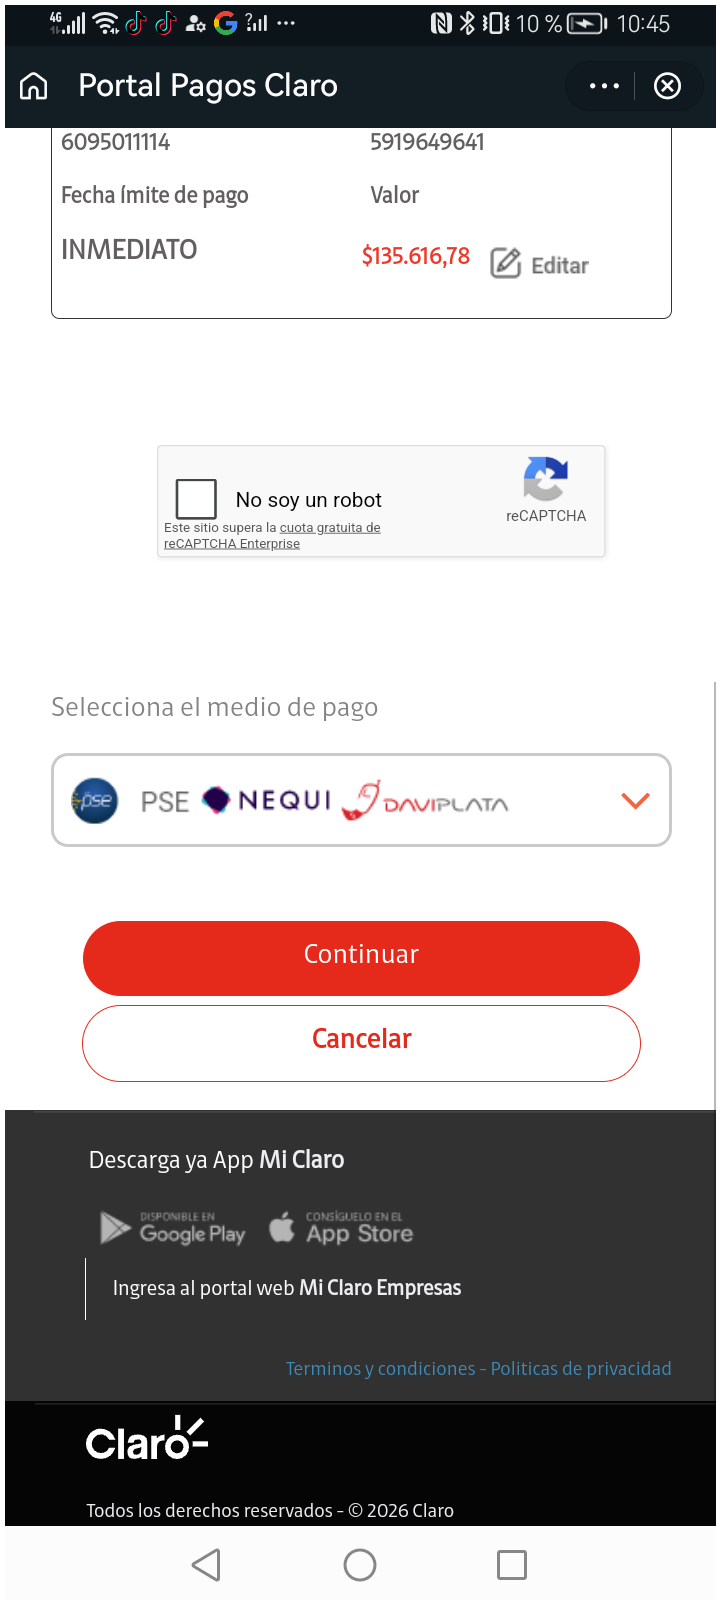 4G ? ··· 10 % 10:45
Portal Pagos Claro
6095011114 5919649641
Fecha ímite de pago Valor
INMEDIATO $135.616,78 Editar
No soy un robot
reCAPTCHA
Este sitio supera la cuota gratuita de
reCAPTCHA Enterprise
Selecciona el medio de pago
pse PSE NEQUI DAVIPLATA
Continuar
Cancelar
Descarga ya App Mi Claro
DISPONIBLE EN
Google Play
CONSÍGUELO EN EL
App Store
Ingresa al portal web Mi Claro Empresas
Terminos y condiciones - Politicas de privacidad
Claro
Todos los derechos reservados - © 2026 Claro